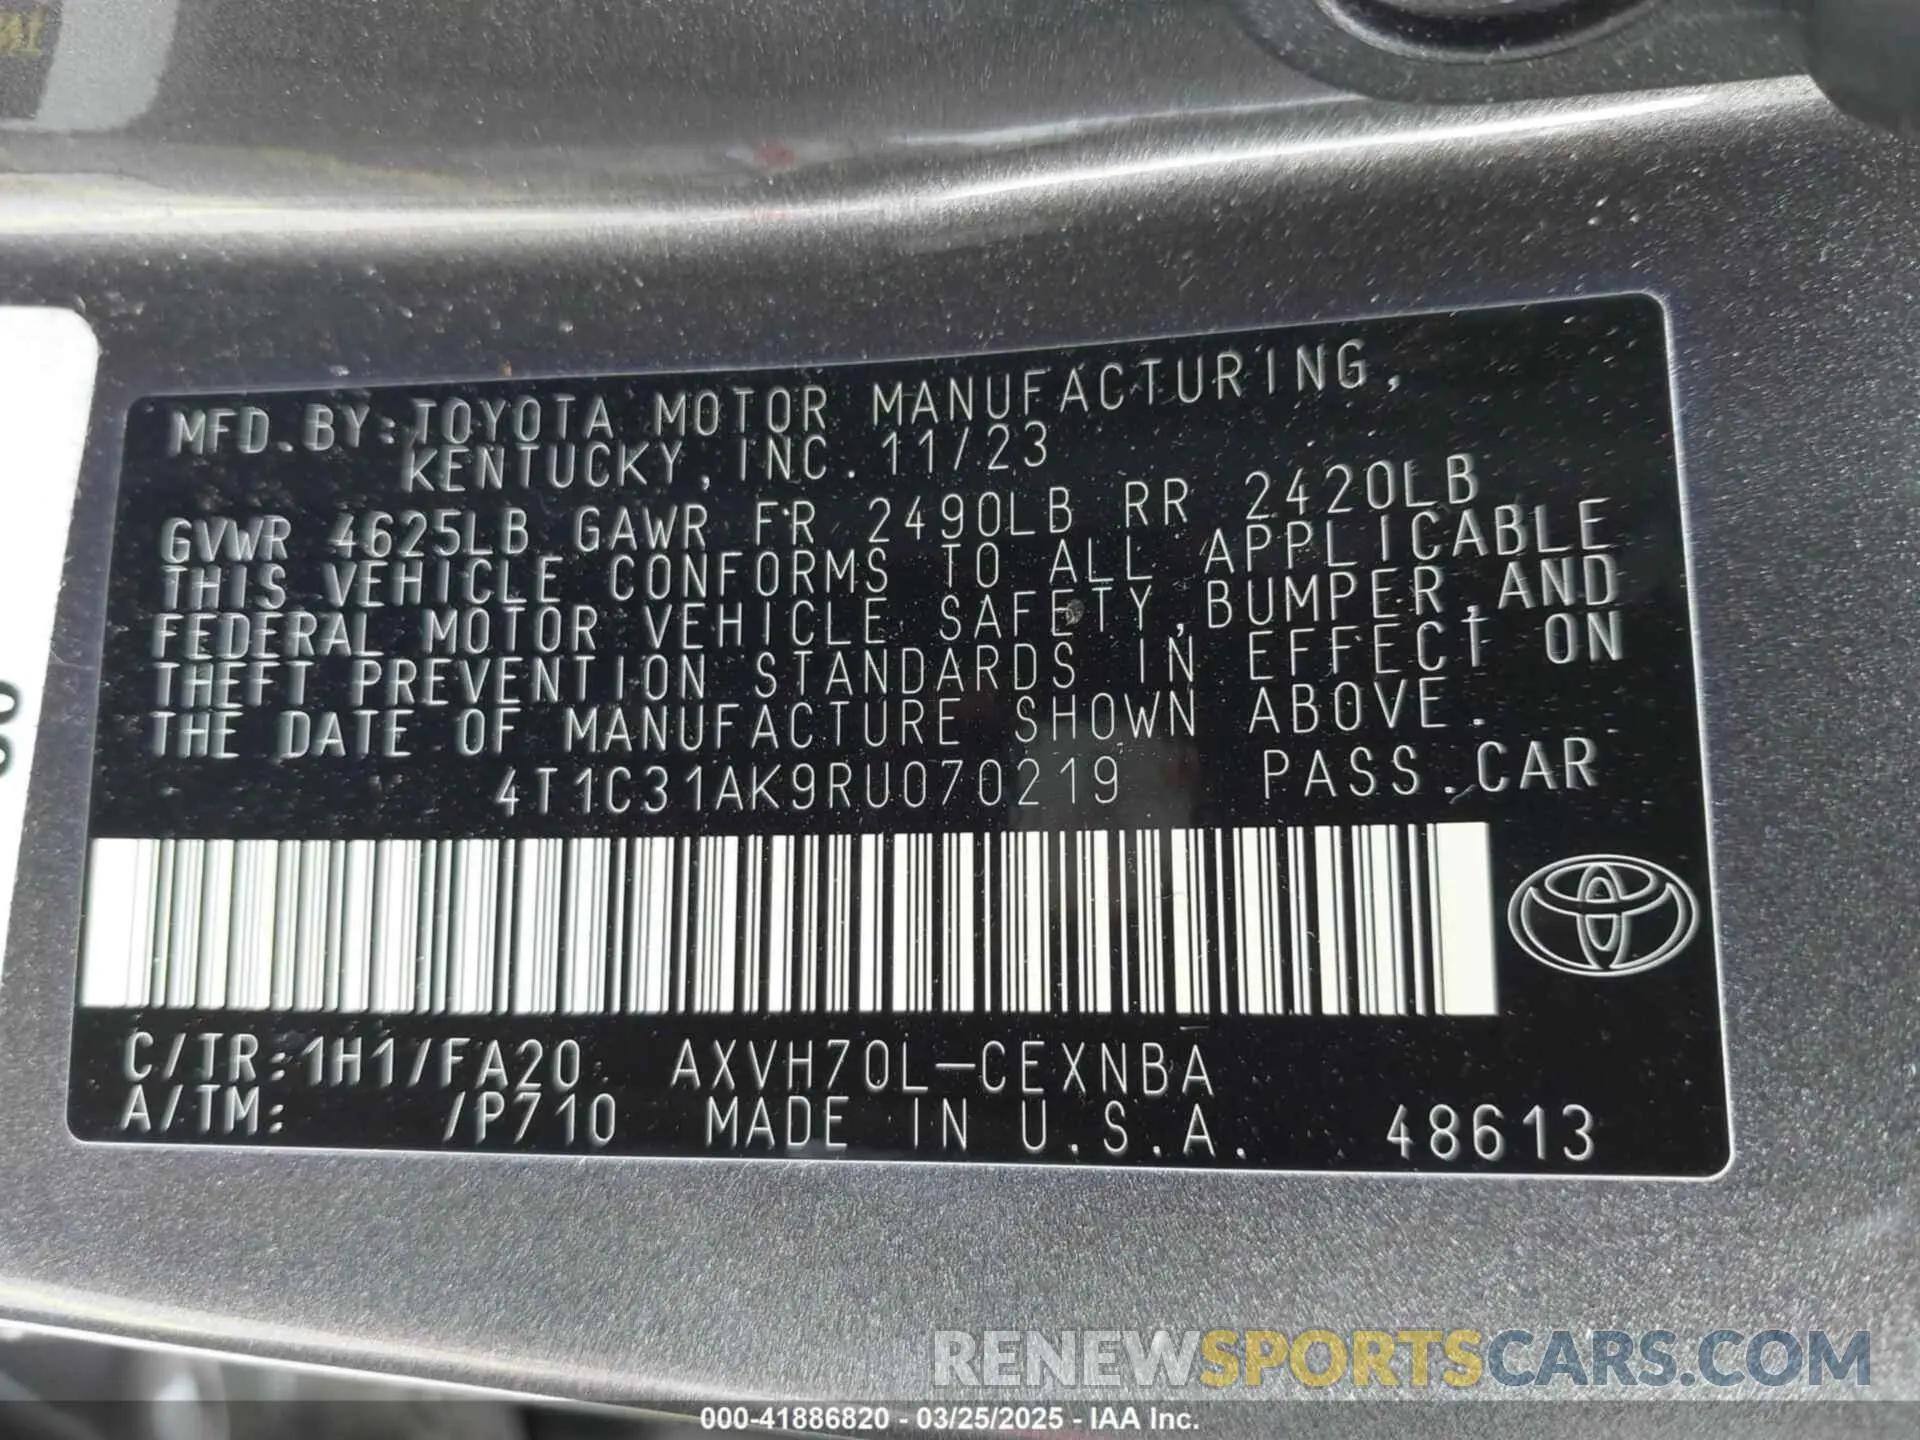 MFD.BY:TOYOTA MOTOR MANUFACTURING,
KENTUCKY,INC.11/23
GVWR 4625LB GAWR FR 2490LB RR 2420LB
THIS VEHICLE CONFORMS TO ALL APPLICABLE
FEDERAL MOTOR VEHICLE SAFETY,BUMPER,AND
THEFT PREVENTION STANDARDS IN EFFECT ON
THE DATE OF MANUFACTURE SHOWN ABOVE.
4T1C31AK9RU070219 PASS.CAR
C/TR:1H1/FA20 AXVH70L-CEXNBA
A/TM: /P710 MADE IN U.S.A. 48613
RENEWSPORTSCARS.COM
000-41886820 - 03/25/2025 - IAA Inc.